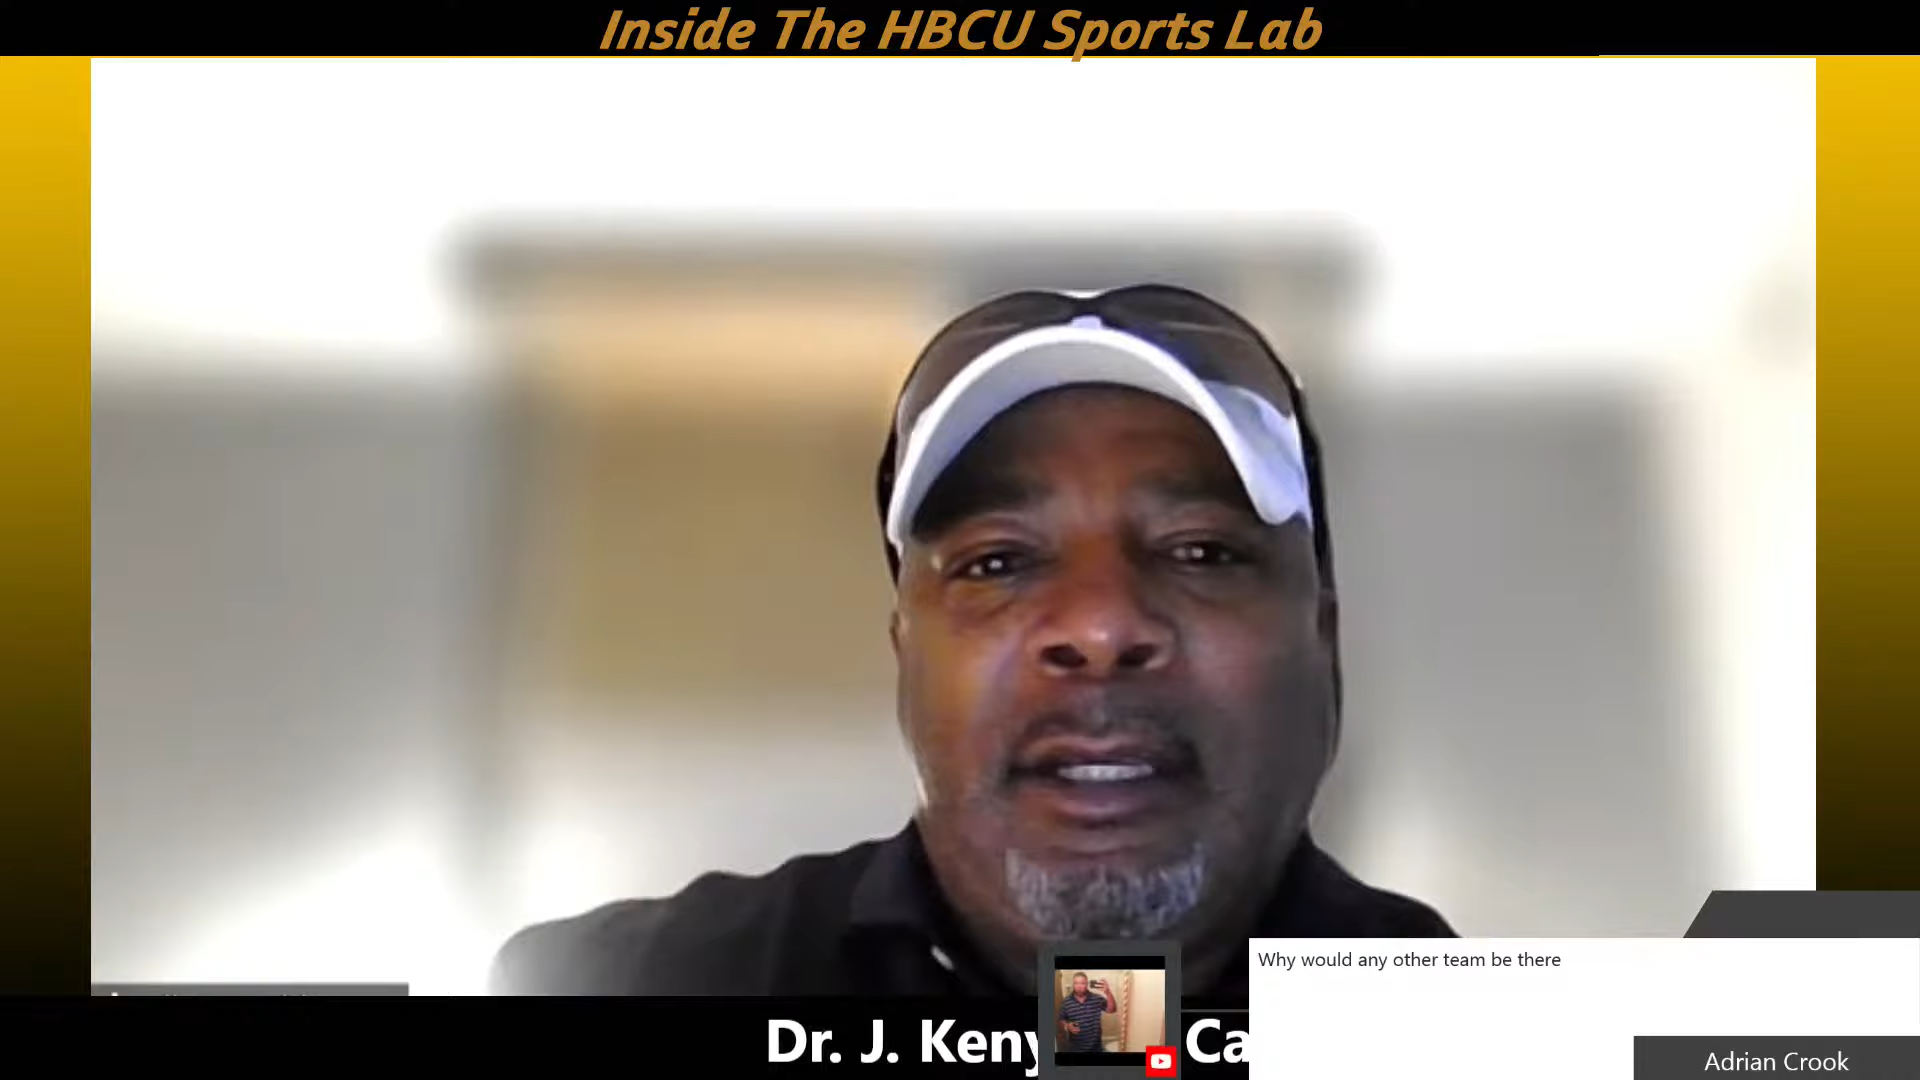 Inside The HBCU Sports Lab
Why would any other team be there
Dr. J. Keny Ca
Adrian Crook